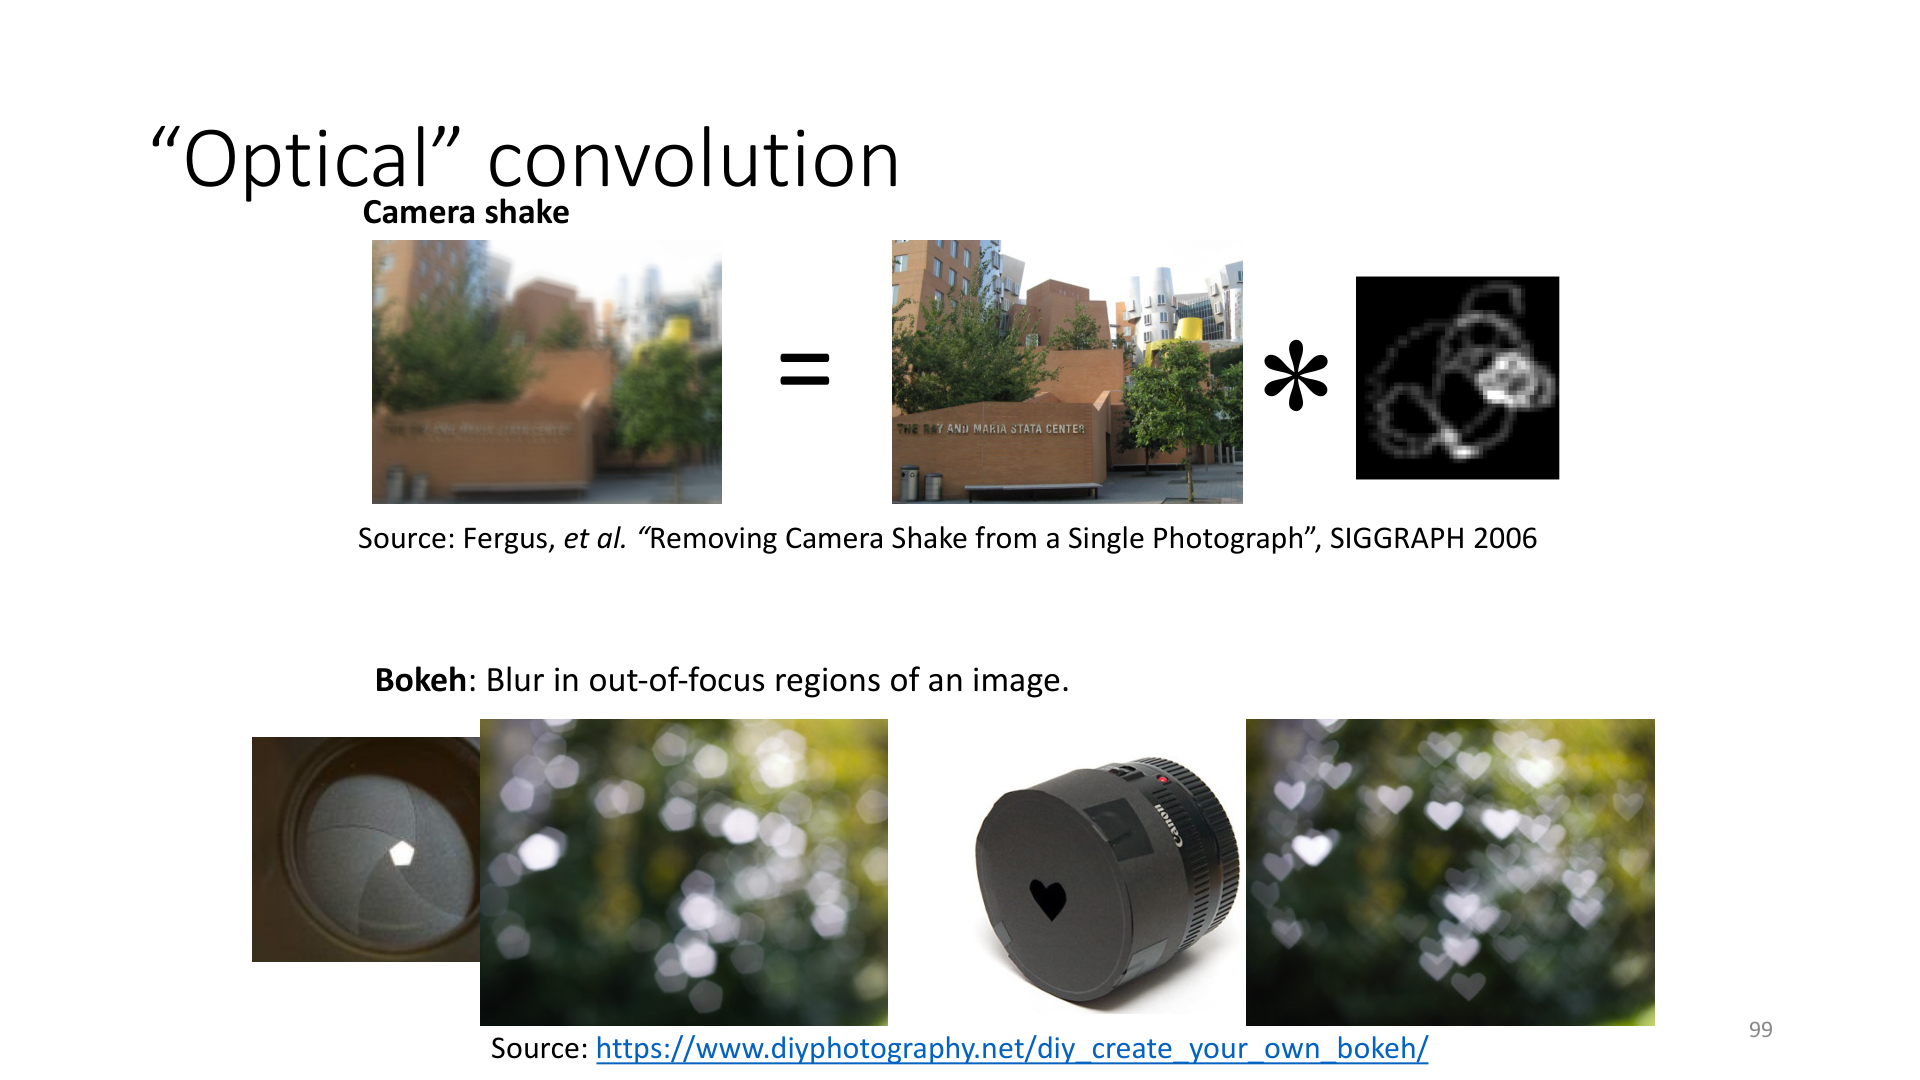 “Optical” convolution
Camera shake
=
THE RAY AND MARIA STATA CENTER
*
Source: Fergus, et al. “Removing Camera Shake from a Single Photograph”, SIGGRAPH 2006
Bokeh: Blur in out-of-focus regions of an image.
Canon
Source: https://www.diyphotography.net/diy_create_your_own_bokeh/
99